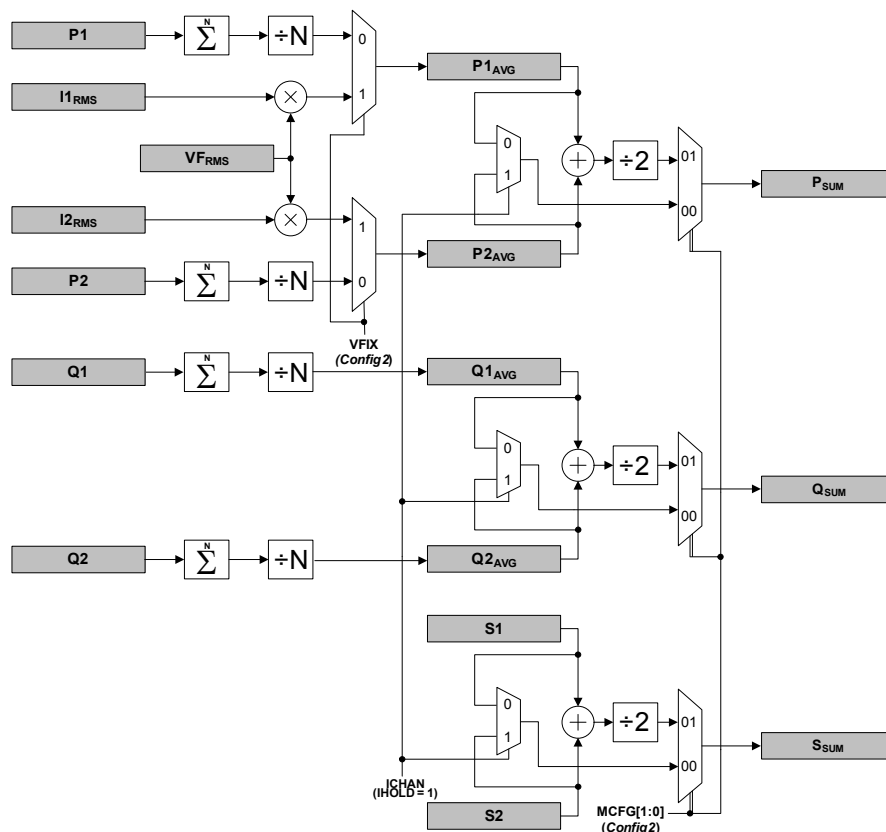 P1
N
∑
÷N
0
P1AVG
I1RMS
×
1
0
1
+
÷2
01
00
PSUM
VFRMS
I2RMS
×
1
P2AVG
P2
N
∑
÷N
0
VFIX
(Config2)
Q1
N
∑
÷N
Q1AVG
0
1
+
÷2
01
00
QSUM
Q2
N
∑
÷N
Q2AVG
S1
0
1
+
÷2
01
00
SSUM
ICHAN
(IHOLD = 1)
S2
MCFG[1:0]
(Config2)